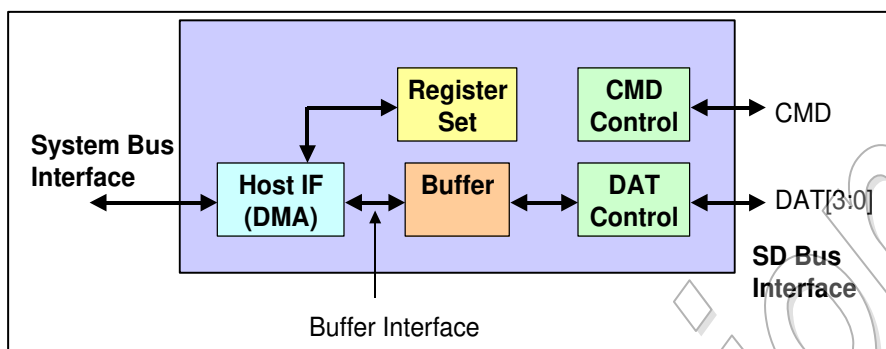 Register
Set
CMD
Control
CMD
System Bus
Interface
Host IF
(DMA)
Buffer
DAT
Control
DAT[3:0]
SD Bus
Interface
Buffer Interface